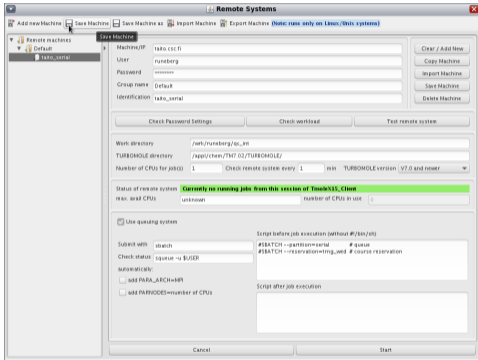 Remote Systems
Add new Machine Save Machine Save Machine as Import Machine Export Machine (Note: runs only on Linux/Unix systems)
Save Machine
Remote machines
Default
taito_serial
Machine/IP taito.csc.fi
User runeberg
Password ********
Group name Default
Identification taito_serial
Clear / Add New
Copy Machine
Import Machine
Save Machine
Delete Machine
Check Password Settings Check workload Test remote system
Work directory /wrk/runeberg/qc_int
TURBOMOLE directory /appl/chem/TM7.02/TURBOMOLE/
Number of CPUs for job(s) 1 Check remote system every 1 min TURBOMOLE version V7.0 and newer
Status of remote system Currently no running jobs from this session of TmoleX15_Client
max. avail CPUs unknown number of CPUs in use
Use queuing system
Submit with sbatch
Check status squeue -u $USER
automatically:
add PARA_ARCH=MPI
add PARNODES=number of CPUs
Script before job execution (without #!/bin/sh)
#SBATCH --partition=serial # queue
#SBATCH --reservation=tmg_wed # course reservation
Script after job execution
Cancel Start